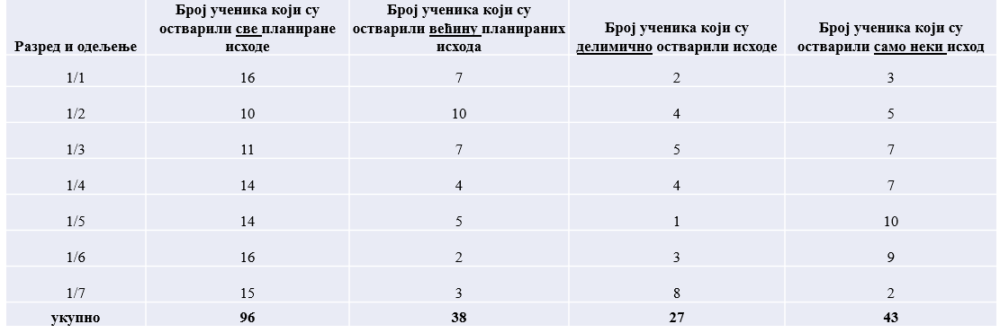 Разред и одељење
Број ученика који су
остварили све планиране
исходе
Број ученика који су
остварили већину планираних
исхода
Број ученика који су
делимично остварили исходе
Број ученика који су
остварили само неки исход
1/1 16 7 2 3
1/2 10 10 4 5
1/3 11 7 5 7
1/4 14 4 4 7
1/5 14 5 1 10
1/6 16 2 3 9
1/7 15 3 8 2
укупно 96 38 27 43